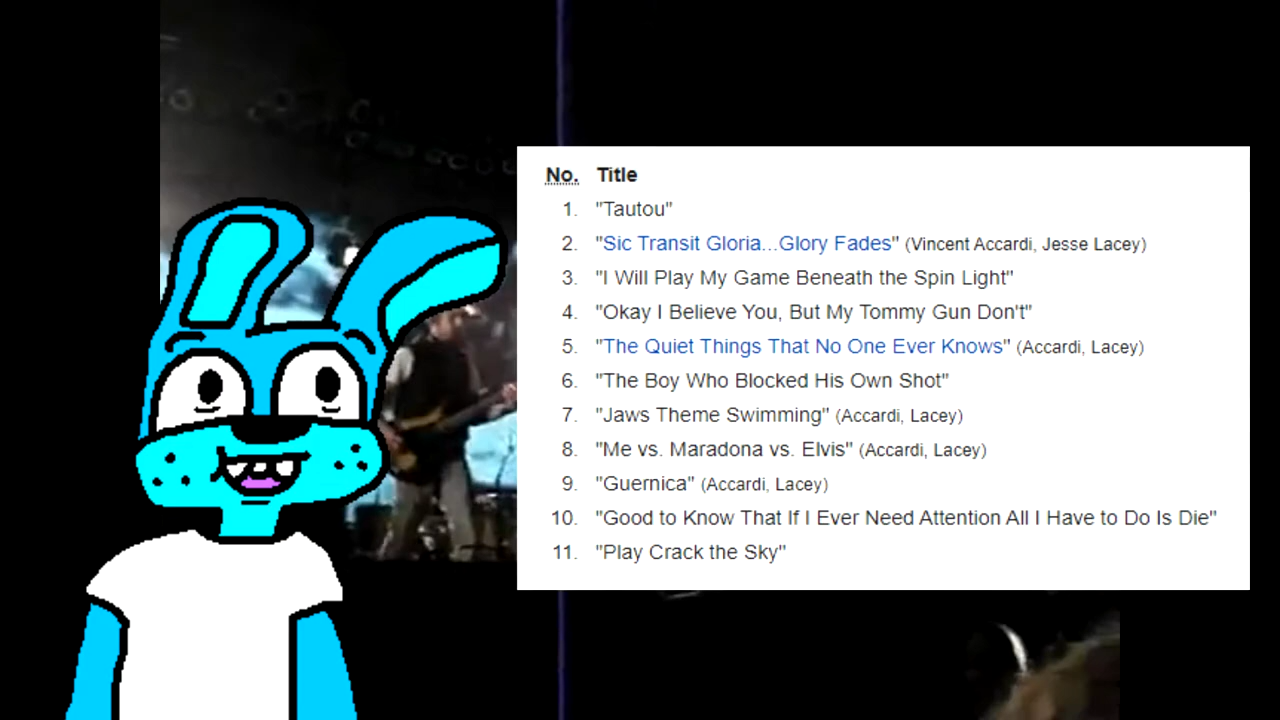 No. Title
1. "Tautou"
2. "Sic Transit Gloria...Glory Fades" (Vincent Accardi, Jesse Lacey)
3. "I Will Play My Game Beneath the Spin Light"
4. "Okay I Believe You, But My Tommy Gun Don't"
5. "The Quiet Things That No One Ever Knows" (Accardi, Lacey)
6. "The Boy Who Blocked His Own Shot"
7. "Jaws Theme Swimming" (Accardi, Lacey)
8. "Me vs. Maradona vs. Elvis" (Accardi, Lacey)
9. "Guernica" (Accardi, Lacey)
10. "Good to Know That If I Ever Need Attention All I Have to Do Is Die"
11. "Play Crack the Sky"